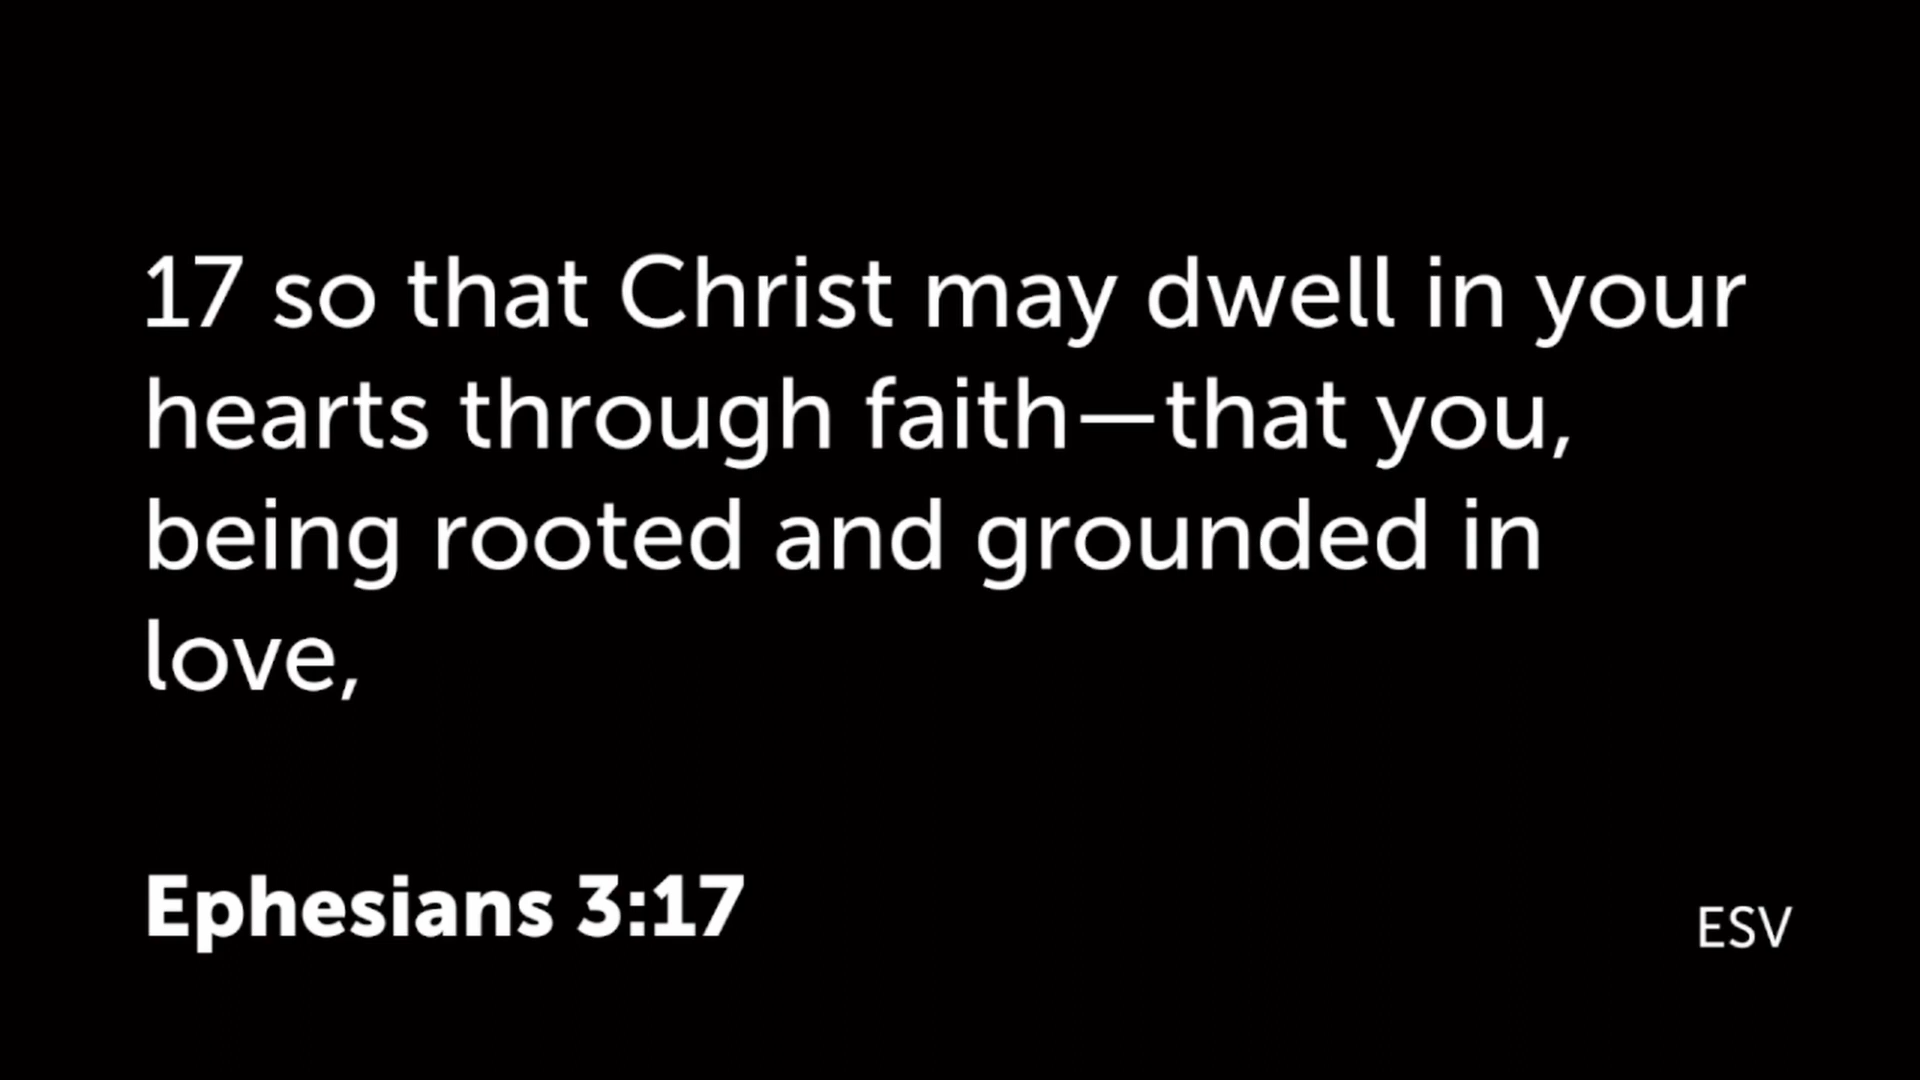 17 so that Christ may dwell in your
hearts through faith—that you,
being rooted and grounded in
love,
Ephesians 3:17
ESV